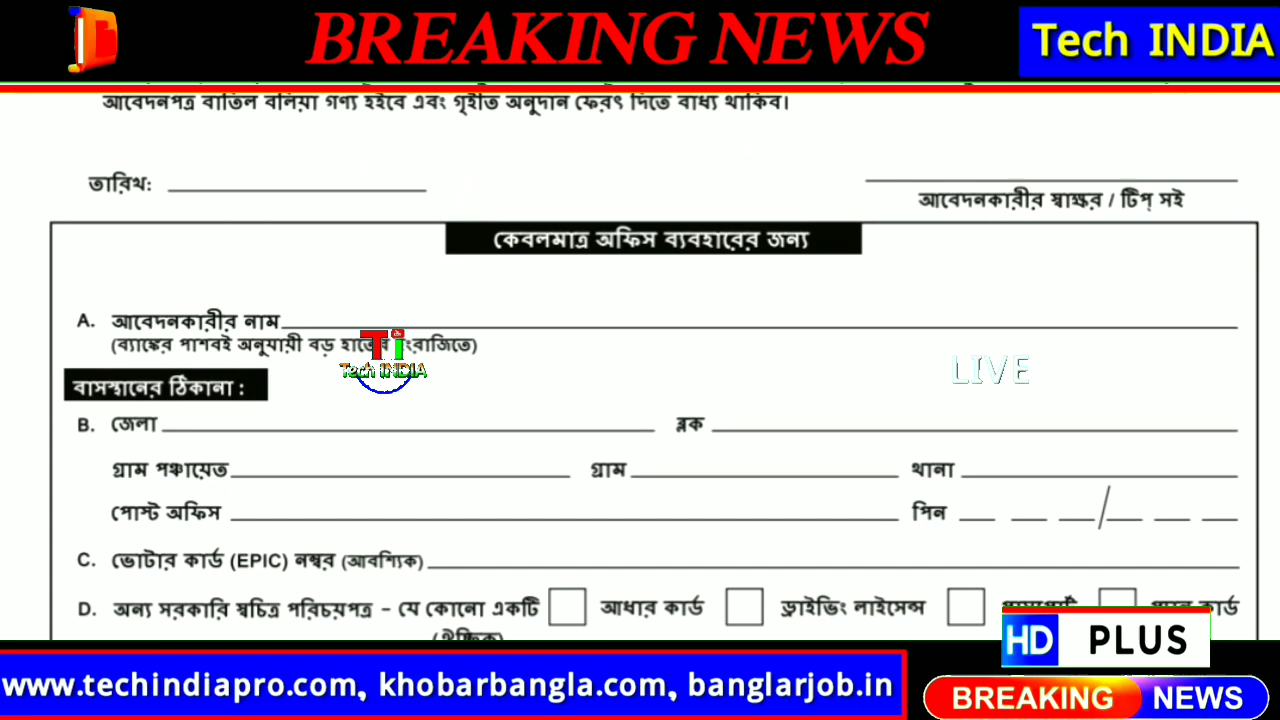 BREAKING NEWS
Tech INDIA
আবেদনপত্র বাতিল বলিয়া গণ্য হইবে এবং গৃহীত অনুদান ফেরৎ দিতে বাধ্য থাকিব।
তারিখ:
আবেদনকারীর স্বাক্ষর / টিপ্ সই
কেবলমাত্র অফিস ব্যবহারের জন্য
A. আবেদনকারীর নাম
(ব্যাঙ্কের পাশবই অনুযায়ী বড় হাতের ইংরাজিতে)
Ti
Tech INDIA
LIVE
বাসস্থানের ঠিকানা :
B. জেলা ব্লক
গ্রাম পঞ্চায়েত গ্রাম থানা
পোস্ট অফিস পিন
C. ভোটার কার্ড (EPIC) নম্বর (আবশ্যিক)
D. অন্য সরকারি স্বচিত্র পরিচয়পত্র – যে কোনো একটি আধার কার্ড ড্রাইভিং লাইসেন্স কার্ড
(ঐচ্ছিক)
HD PLUS
www.techindiapro.com, khobarbangla.com, banglarjob.in
BREAKING NEWS